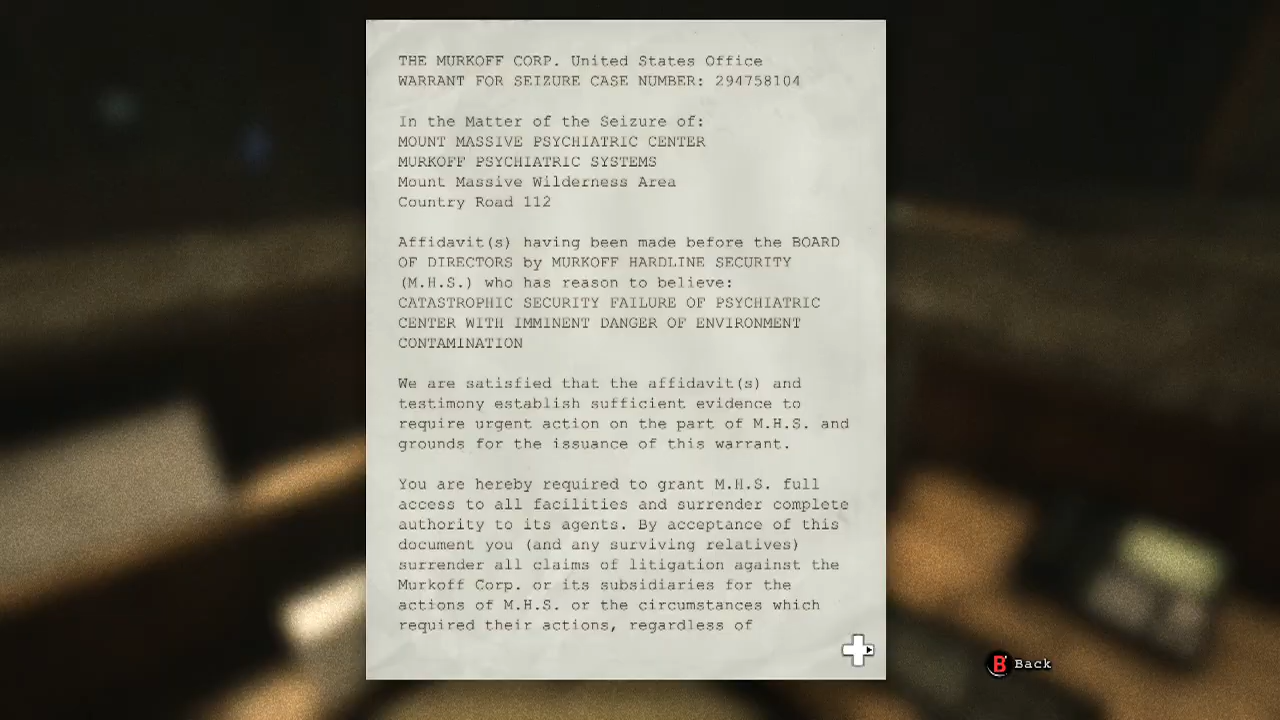 THE MURKOFF CORP. United States Office
WARRANT FOR SEIZURE CASE NUMBER: 294758104
In the Matter of the Seizure of:
MOUNT MASSIVE PSYCHIATRIC CENTER
MURKOFF PSYCHIATRIC SYSTEMS
Mount Massive Wilderness Area
Country Road 112
Affidavit(s) having been made before the BOARD
OF DIRECTORS by MURKOFF HARDLINE SECURITY
(M.H.S.) who has reason to believe:
CATASTROPHIC SECURITY FAILURE OF PSYCHIATRIC
CENTER WITH IMMINENT DANGER OF ENVIRONMENT
CONTAMINATION
We are satisfied that the affidavit(s) and
testimony establish sufficient evidence to
require urgent action on the part of M.H.S. and
grounds for the issuance of this warrant.
You are hereby required to grant M.H.S. full
access to all facilities and surrender complete
authority to its agents. By acceptance of this
document you (and any surviving relatives)
surrender all claims of litigation against the
Murkoff Corp. or its subsidiaries for the
actions of M.H.S. or the circumstances which
required their actions, regardless of
B Back